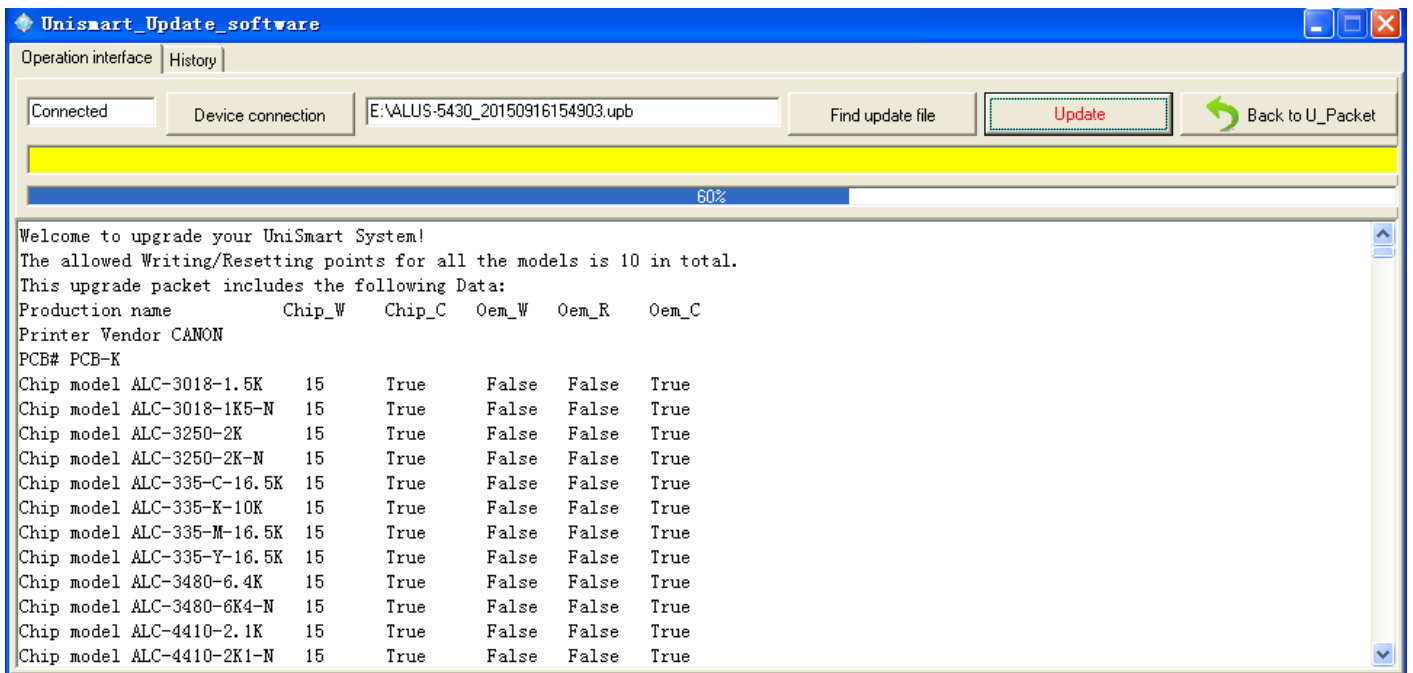 Unismart_Update_software
Operation interface History
Connected Device connection E:\ALUS-5430_20150916154903.upb Find update file Update Back to U_Packet
60%
Welcome to upgrade your UniSmart System!
The allowed Writing/Resetting points for all the models is 10 in total.
This upgrade packet includes the following Data:
Production name Chip_W Chip_C Oem_W Oem_R Oem_C
Printer Vendor CANON
PCB# PCB-K
Chip model ALC-3018-1.5K 15 True False False True
Chip model ALC-3018-1K5-N 15 True False False True
Chip model ALC-3250-2K 15 True False False True
Chip model ALC-3250-2K-N 15 True False False True
Chip model ALC-335-C-16.5K 15 True False False True
Chip model ALC-335-K-10K 15 True False False True
Chip model ALC-335-M-16.5K 15 True False False True
Chip model ALC-335-Y-16.5K 15 True False False True
Chip model ALC-3480-6.4K 15 True False False True
Chip model ALC-3480-6K4-N 15 True False False True
Chip model ALC-4410-2.1K 15 True False False True
Chip model ALC-4410-2K1-N 15 True False False True